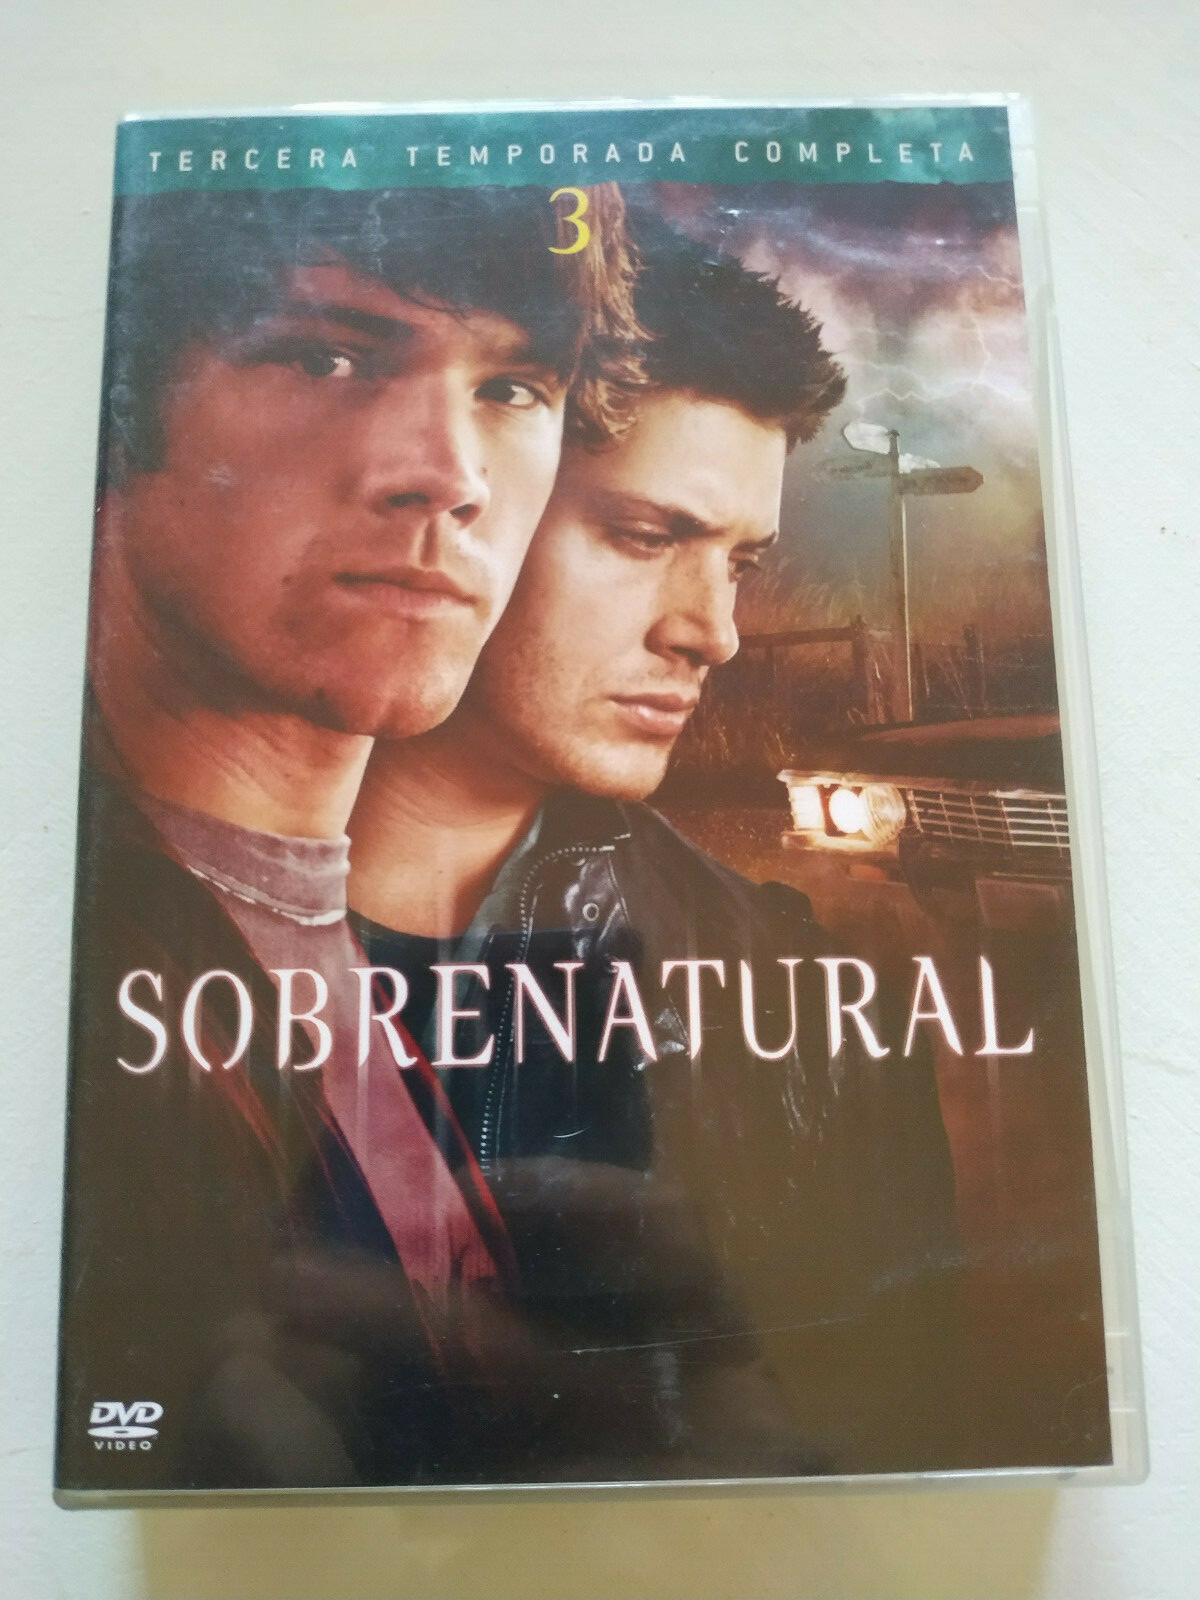 TERCERA TEMPORADA COMPLETA
3
SOBRENATURAL
DVD
VIDEO